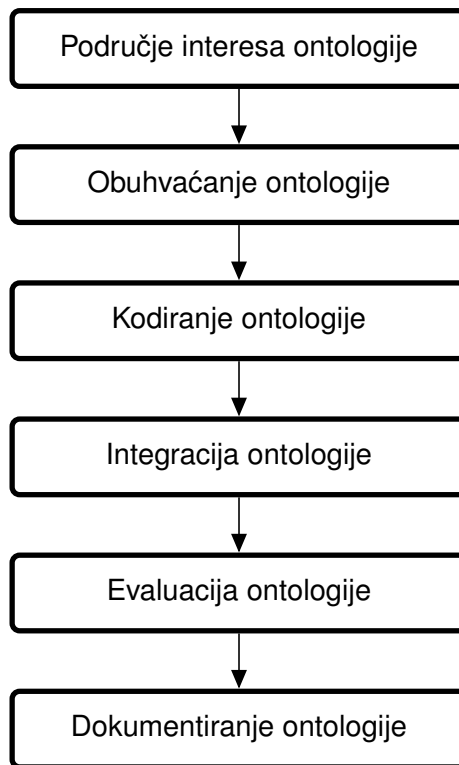 Područje interesa ontologije
Obuhvaćanje ontologije
Kodiranje ontologije
Integracija ontologije
Evaluacija ontologije
Dokumentiranje ontologije